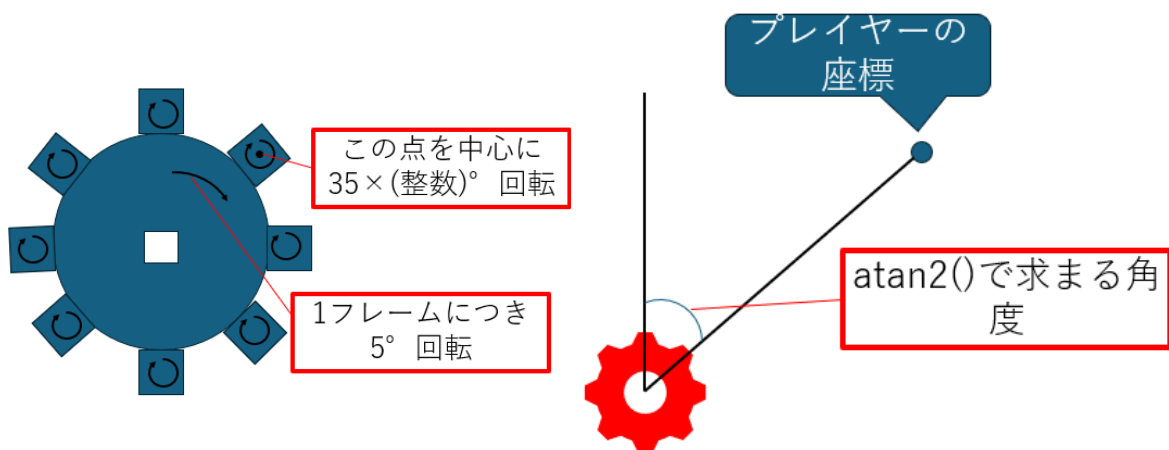 プレイヤーの
座標
この点を中心に
35×(整数)° 回転
1フレームにつき
5° 回転
atan2()で求まる角
度